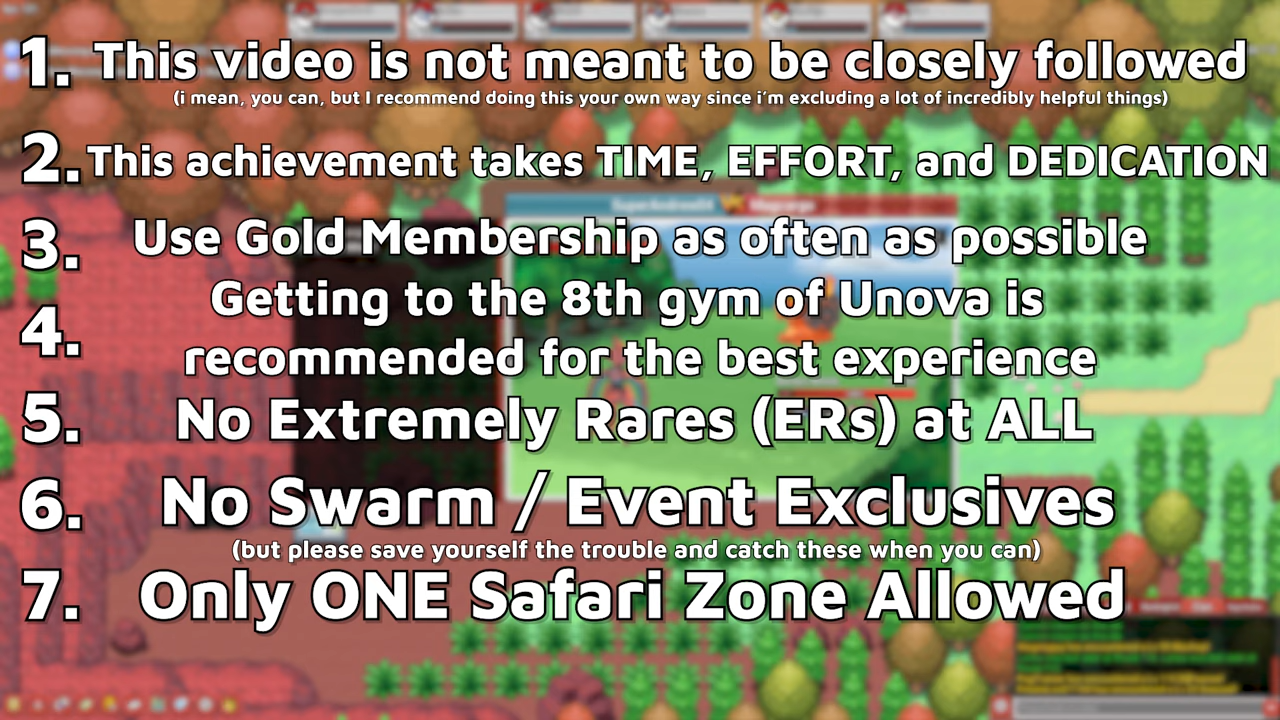 1. This video is not meant to be closely followed
(i mean, you can, but I recommend doing this your own way since i'm excluding a lot of incredibly helpful things)
2. This achievement takes TIME, EFFORT, and DEDICATION
3. Use Gold Membership as often as possible
4. Getting to the 8th gym of Unova is
recommended for the best experience
5. No Extremely Rares (ERs) at ALL
6. No Swarm / Event Exclusives
(but please save yourself the trouble and catch these when you can)
7. Only ONE Safari Zone Allowed